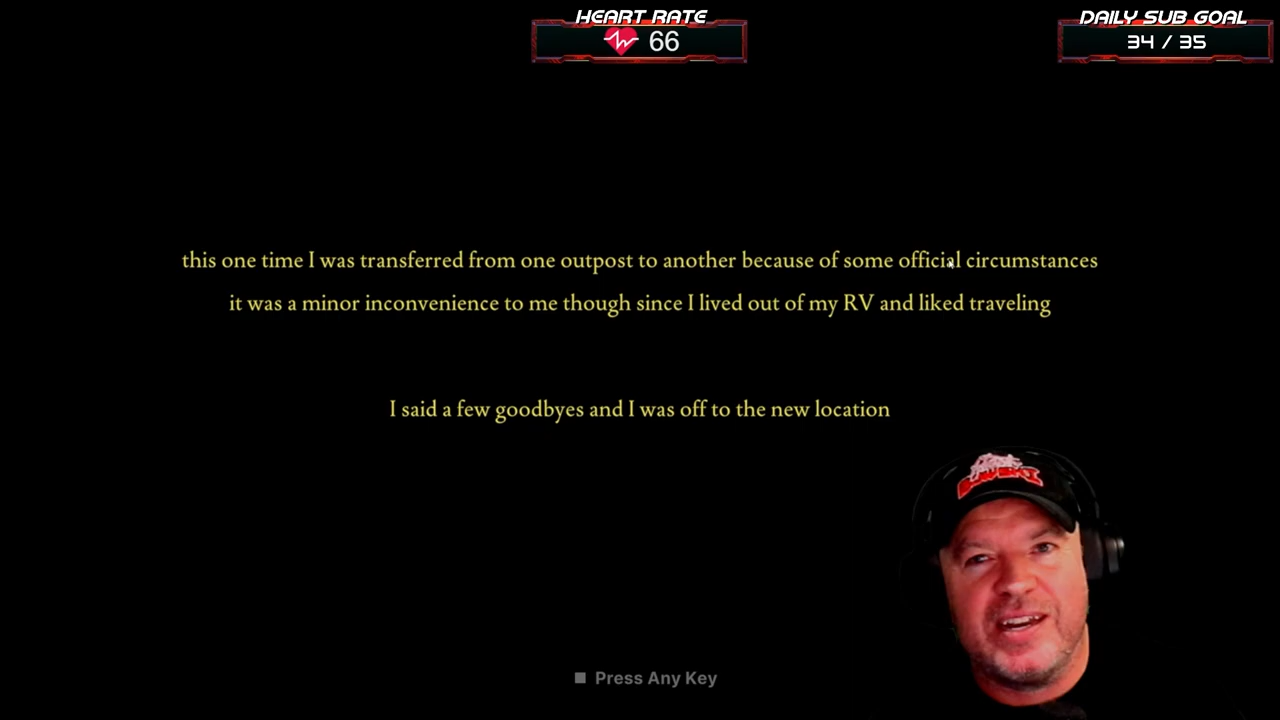 HEART RATE
66
DAILY SUB GOAL
34 / 35
this one time I was transferred from one outpost to another because of some official circumstances
it was a minor inconvenience to me though since I lived out of my RV and liked traveling
I said a few goodbyes and I was off to the new location
Press Any Key